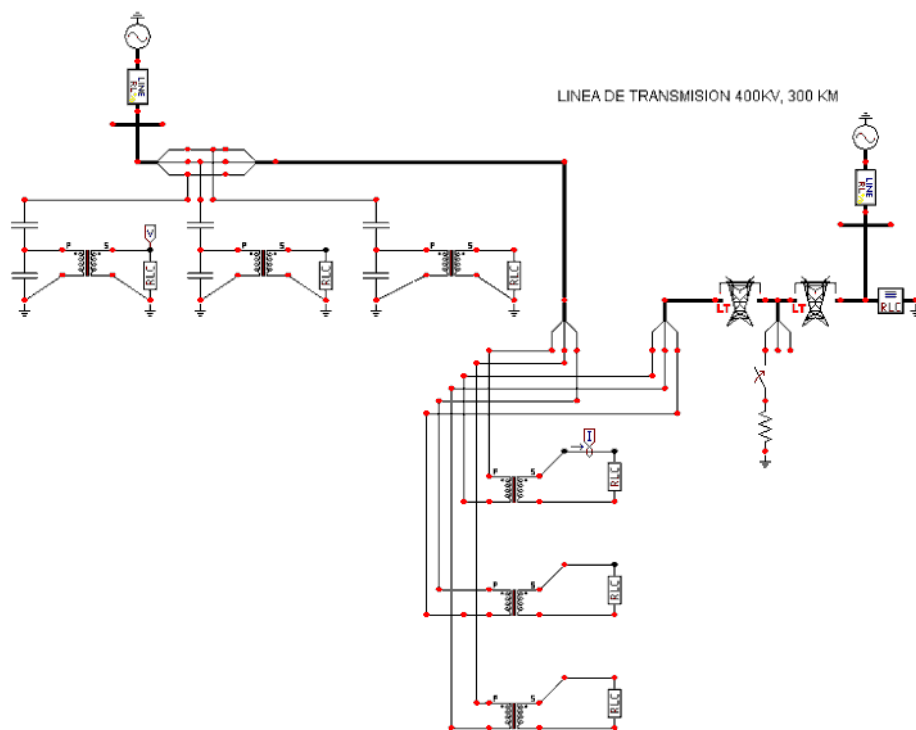 LINE
RL
LINEA DE TRANSMISION 400KV, 300 KM
LINE
RL
V
P S
RLC
P S
RLC
P S
RLC
LT
LT
RLC
I
P S
RLC
P S
RLC
P S
RLC